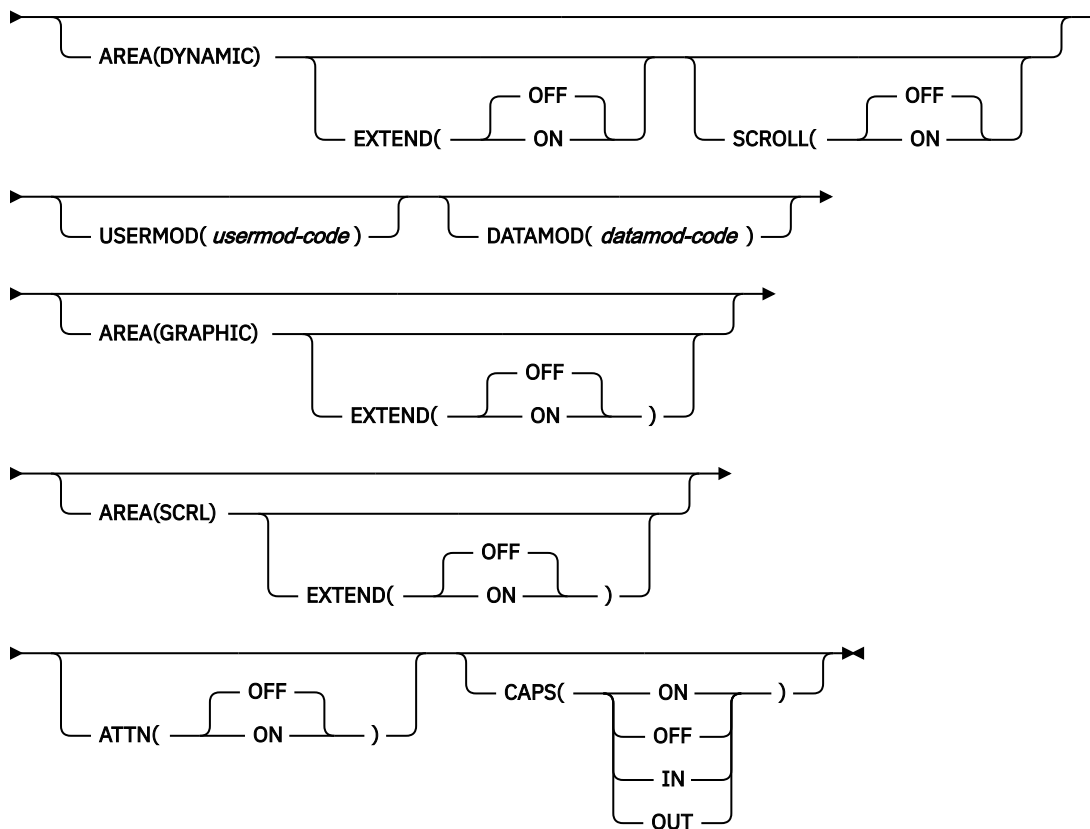 AREA(DYNAMIC)
OFF
EXTEND( ON
OFF
SCROLL( ON
USERMOD( usermod-code ) DATAMOD( datamod-code )
AREA(GRAPHIC)
OFF
EXTEND( ON )
AREA(SCRL)
OFF
EXTEND( ON )
OFF
ATTN( ON )
CAPS( ON )
OFF
IN
OUT